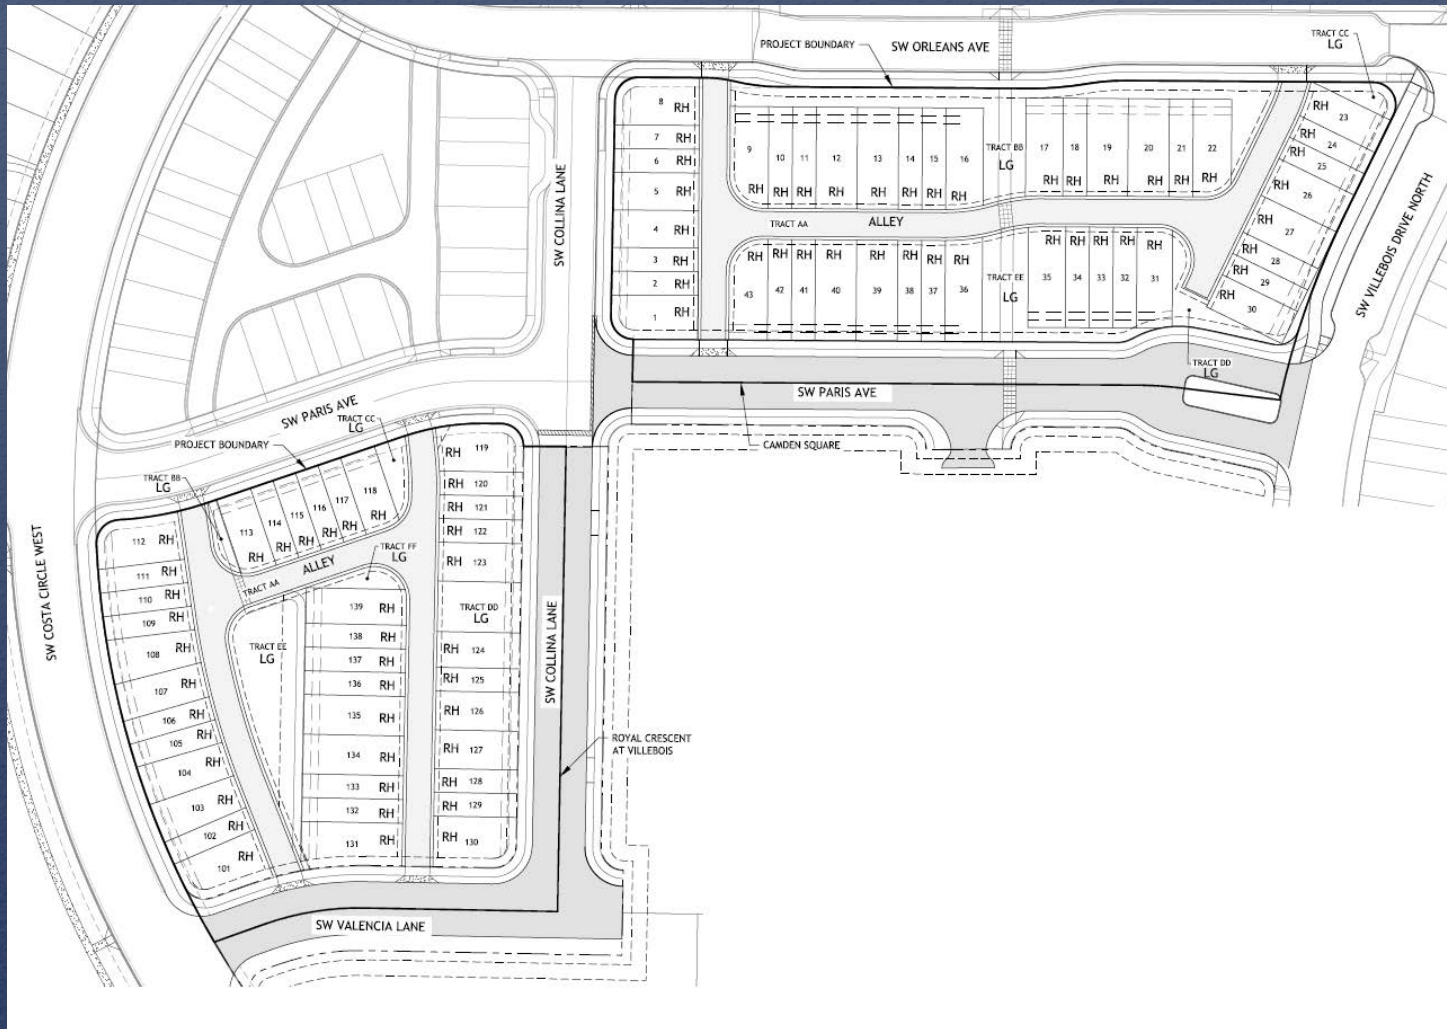 PROJECT BOUNDARY
SW ORLEANS AVE
TRACT CC
LG
8 RH
7 RH
6 RH
5 RH
4 RH
3 RH
2 RH
1 RH
9 10 11 12 13 14 15 16
RH RH RH RH RH RH RH RH
TRACT BB
LG
17 18 19 20 21 22
RH RH RH RH RH RH
RH 23
RH 24
RH 25
RH 26
RH 27
RH 28
RH 29
RH 30
TRACT AA
ALLEY
RH RH RH RH RH RH RH RH
43 42 41 40 39 38 37 36
TRACT EE
LG
RH RH RH RH RH
35 34 33 32 31
TRACT DD
LG
SW COLLINA LANE
SW VILLEBOIS DRIVE NORTH
SW PARIS AVE
CAMDEN SQUARE
SW PARIS AVE
PROJECT BOUNDARY
TRACT CC
LG
TRACT BB
LG
113 114 115 116 117 118
RH RH RH RH RH RH
112 RH
111 RH
110 RH
109 RH
108 RH
107 RH
106 RH
105 RH
104 RH
103 RH
102 RH
101 RH
TRACT AA
ALLEY
TRACT FF
LG
TRACT EE
LG
139 RH
138 RH
137 RH
136 RH
135 RH
134 RH
133 RH
132 RH
131 RH
RH 119
RH 120
RH 121
RH 122
RH 123
TRACT DD
LG
RH 124
RH 125
RH 126
RH 127
RH 128
RH 129
RH 130
SW COSTA CIRCLE WEST
SW COLLINA LANE
ROYAL CRESCENT
AT VILLEBOIS
SW VALENCIA LANE